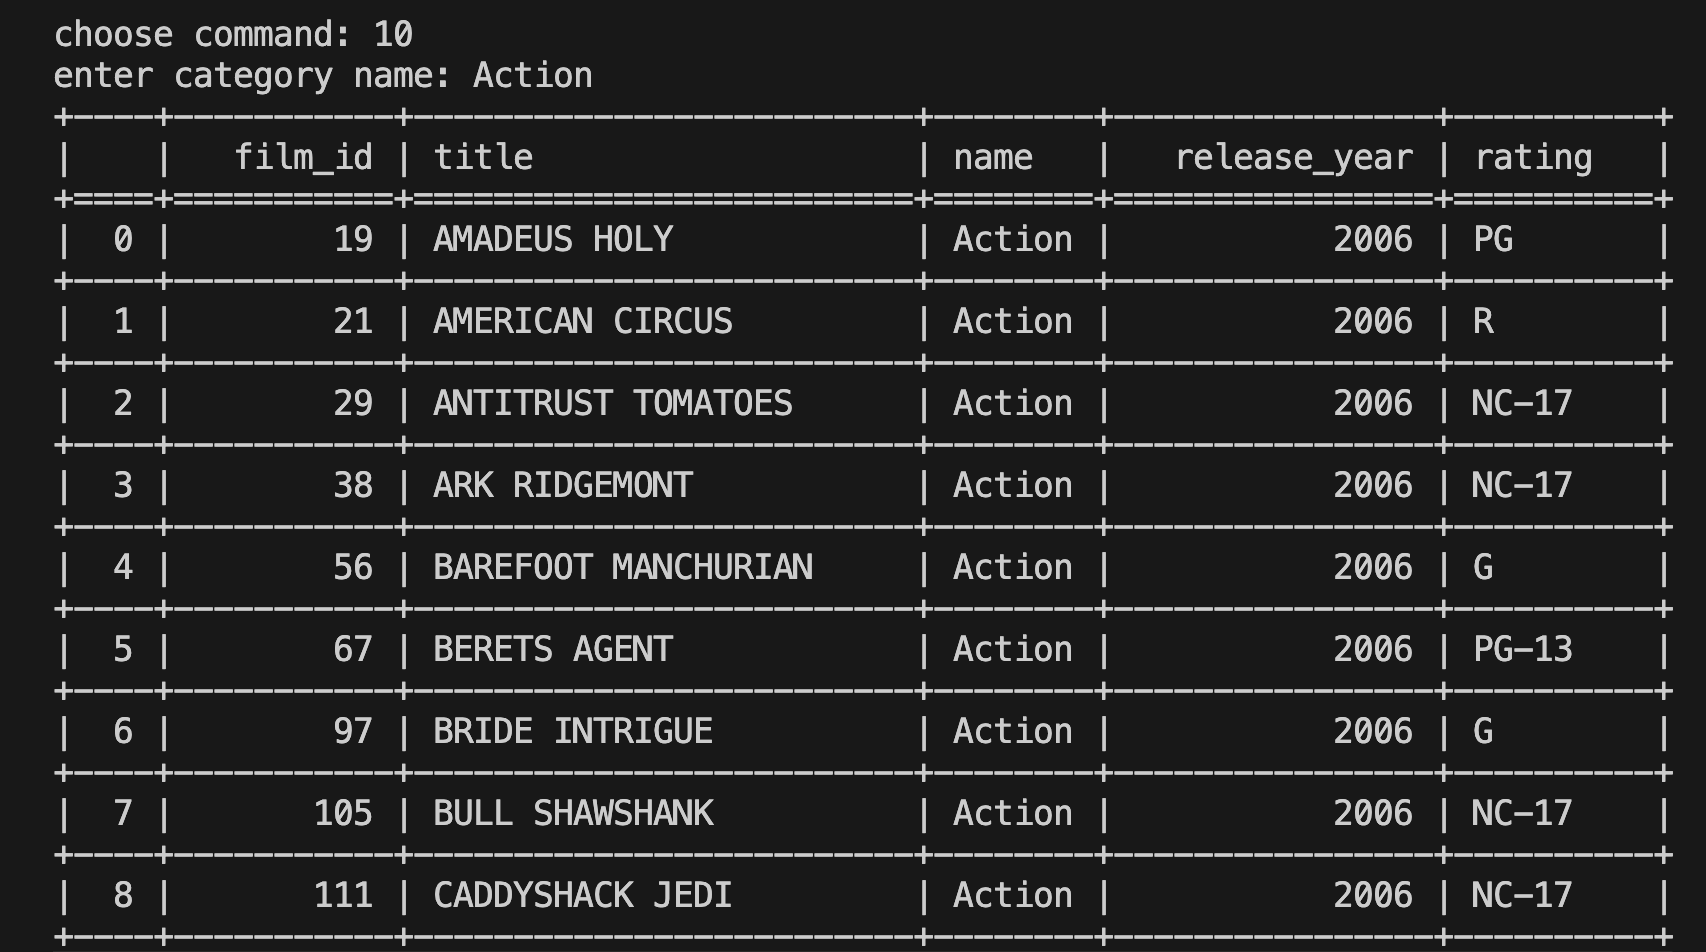 choose command: 10
enter category name: Action
+----+-----------+-------------------------+--------+----------------+----------+
|    |   film_id | title                   | name   |   release_year | rating   |
+====+===========+=========================+========+================+==========+
|  0 |        19 | AMADEUS HOLY            | Action |           2006 | PG       |
+----+-----------+-------------------------+--------+----------------+----------+
|  1 |        21 | AMERICAN CIRCUS         | Action |           2006 | R        |
+----+-----------+-------------------------+--------+----------------+----------+
|  2 |        29 | ANTITRUST TOMATOES      | Action |           2006 | NC-17    |
+----+-----------+-------------------------+--------+----------------+----------+
|  3 |        38 | ARK RIDGEMONT           | Action |           2006 | NC-17    |
+----+-----------+-------------------------+--------+----------------+----------+
|  4 |        56 | BAREFOOT MANCHURIAN     | Action |           2006 | G        |
+----+-----------+-------------------------+--------+----------------+----------+
|  5 |        67 | BERETS AGENT            | Action |           2006 | PG-13    |
+----+-----------+-------------------------+--------+----------------+----------+
|  6 |        97 | BRIDE INTRIGUE          | Action |           2006 | G        |
+----+-----------+-------------------------+--------+----------------+----------+
|  7 |       105 | BULL SHAWSHANK          | Action |           2006 | NC-17    |
+----+-----------+-------------------------+--------+----------------+----------+
|  8 |       111 | CADDYSHACK JEDI         | Action |           2006 | NC-17    |
+----+-----------+-------------------------+--------+----------------+----------+